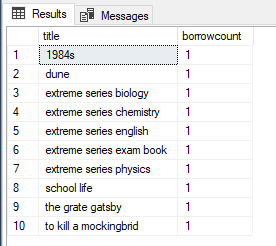 Results Messages
title borrowcount
1 1984s 1
2 dune 1
3 extreme series biology 1
4 extreme series chemistry 1
5 extreme series english 1
6 extreme series exam book 1
7 extreme series physics 1
8 school life 1
9 the grate gatsby 1
10 to kill a mockingbrid 1